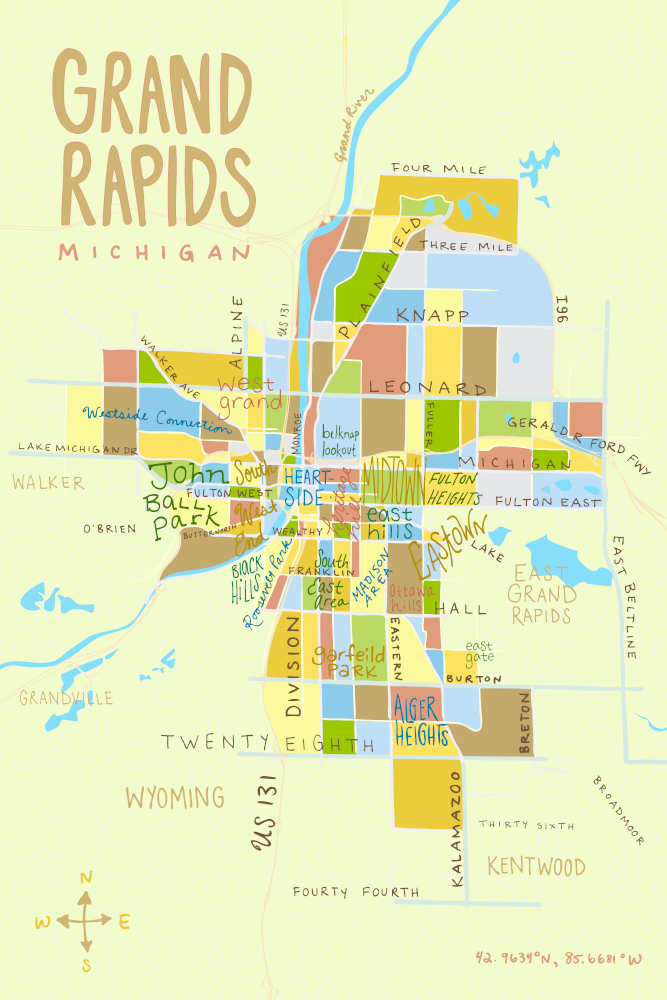 GRAND
RAPIDS
MICHIGAN
Grand River
FOUR MILE
THREE MILE
PLAINFIELD
ALPINE
US 131
KNAPP
I96
WALKER AVE
west
grand
LEONARD
Westside Connection
MONROE
belknap
lookout
FULLER
GERALD R FORD FWY
LAKE MICHIGAN DR
MICHIGAN
WALKER
John
Ball
Park
South
West
End
FULTON WEST
HEART-
SIDE
Heritage
hill
MIDTOWN
FULTON
HEIGHTS
FULTON EAST
O'BRIEN
BUTTERWORTH
WEALTHY
east
hills
EASTOWN
LAKE
BLACK
HILLS
Roosevelt Park
South
FRANKLIN
East
area
MADISON
AREA
Ottawa
hills
HALL
EAST
GRAND
RAPIDS
EAST BELTLINE
DIVISION
garfeild
PARK
EASTERN
east
gate
BURTON
GRANDVILLE
ALGER
HEIGHTS
BRETON
TWENTY EIGHTH
WYOMING
US 131
KALAMAZOO
THIRTY SIXTH
BROADMOOR
KENTWOOD
FOURTY FOURTH
N
W E
S
42.9634°N, 85.6681°W